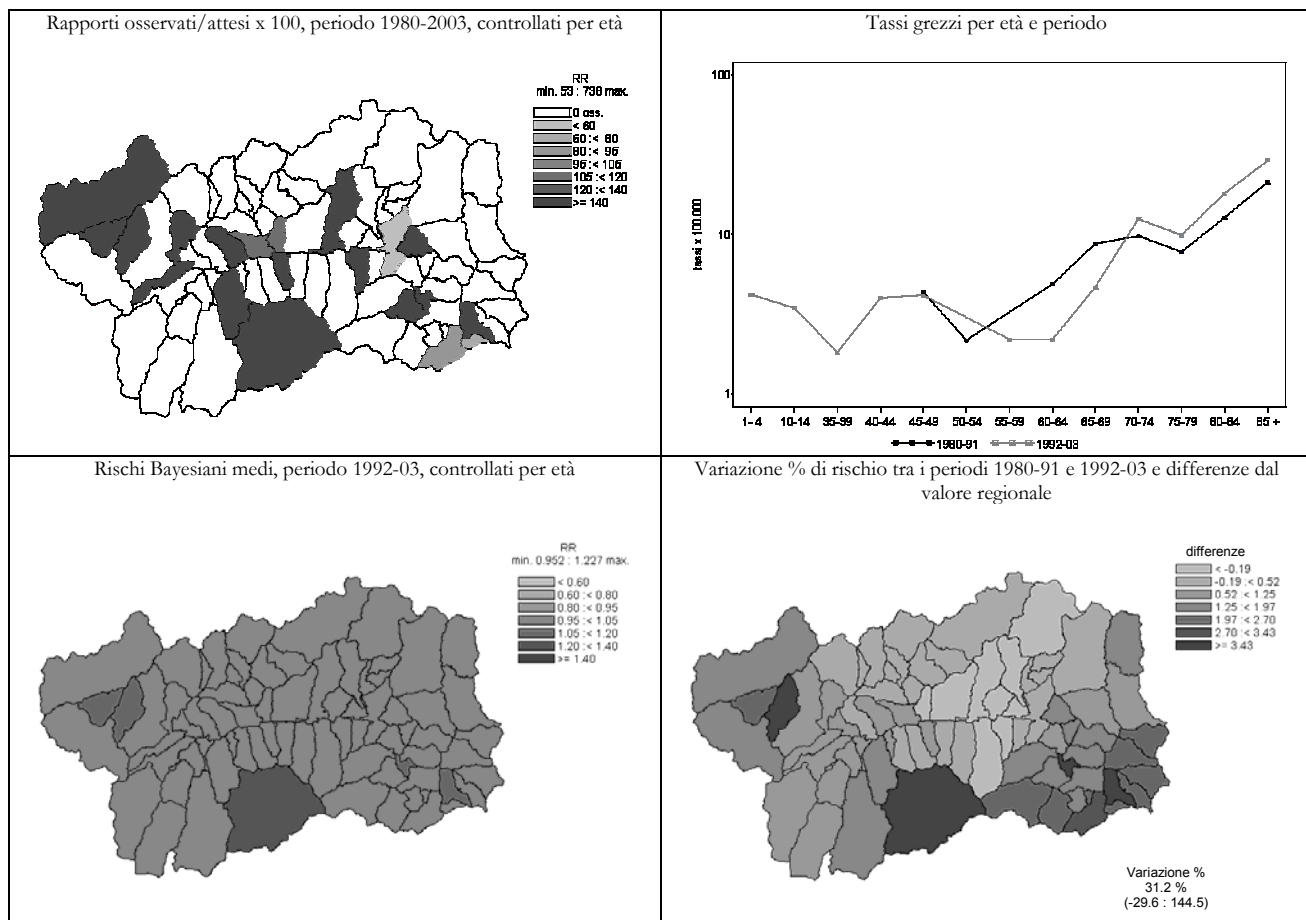 Rapporti osservati/attesi x 100, periodo 1980-2003, controllati per età
RR
min. 53 : 736 max.
0 oss.
< 60
60 :< 80
80 :< 95
95 :< 105
105 :< 120
120 :< 140
>= 140
Tassi grezzi per età e periodo
100
10
1
tassi x 100.000
1-4 10-14 35-39 40-44 45-49 50-54 55-59 60-64 65-69 70-74 75-79 80-84 85 +
1980-91 1992-03
Rischi Bayesiani medi, periodo 1992-03, controllati per età
RR
min. 0.952 : 1.227 max.
< 0.60
0.60 :< 0.80
0.80 :< 0.95
0.95 :< 1.05
1.05 :< 1.20
1.20 :< 1.40
>= 1.40
Variazione % di rischio tra i periodi 1980-91 e 1992-03 e differenze dal
valore regionale
differenze
< -0.19
-0.19 :< 0.52
0.52 :< 1.25
1.25 :< 1.97
1.97 :< 2.70
2.70 :< 3.43
>= 3.43
Variazione %
31.2 %
(-29.6 : 144.5)